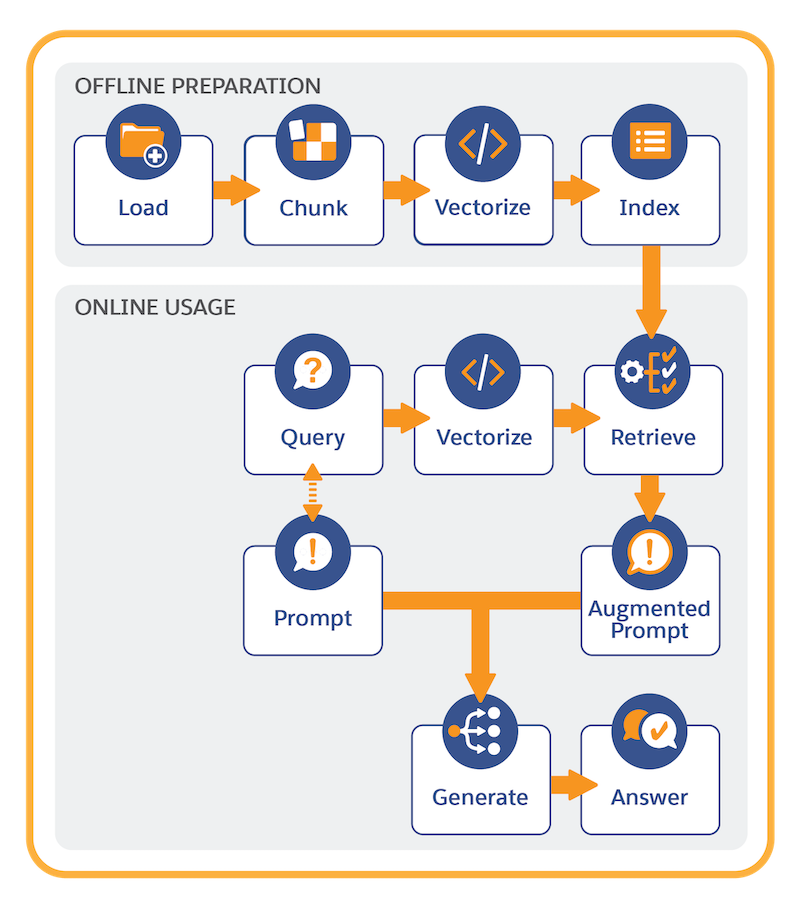 OFFLINE PREPARATION
Load
Chunk
Vectorize
Index
ONLINE USAGE
Query
Vectorize
Retrieve
Prompt
Augmented
Prompt
Generate
Answer